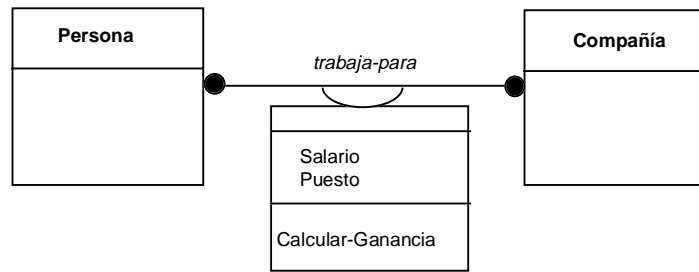 Persona
Compañía
trabaja-para
Salario
Puesto
Calcular-Ganancia